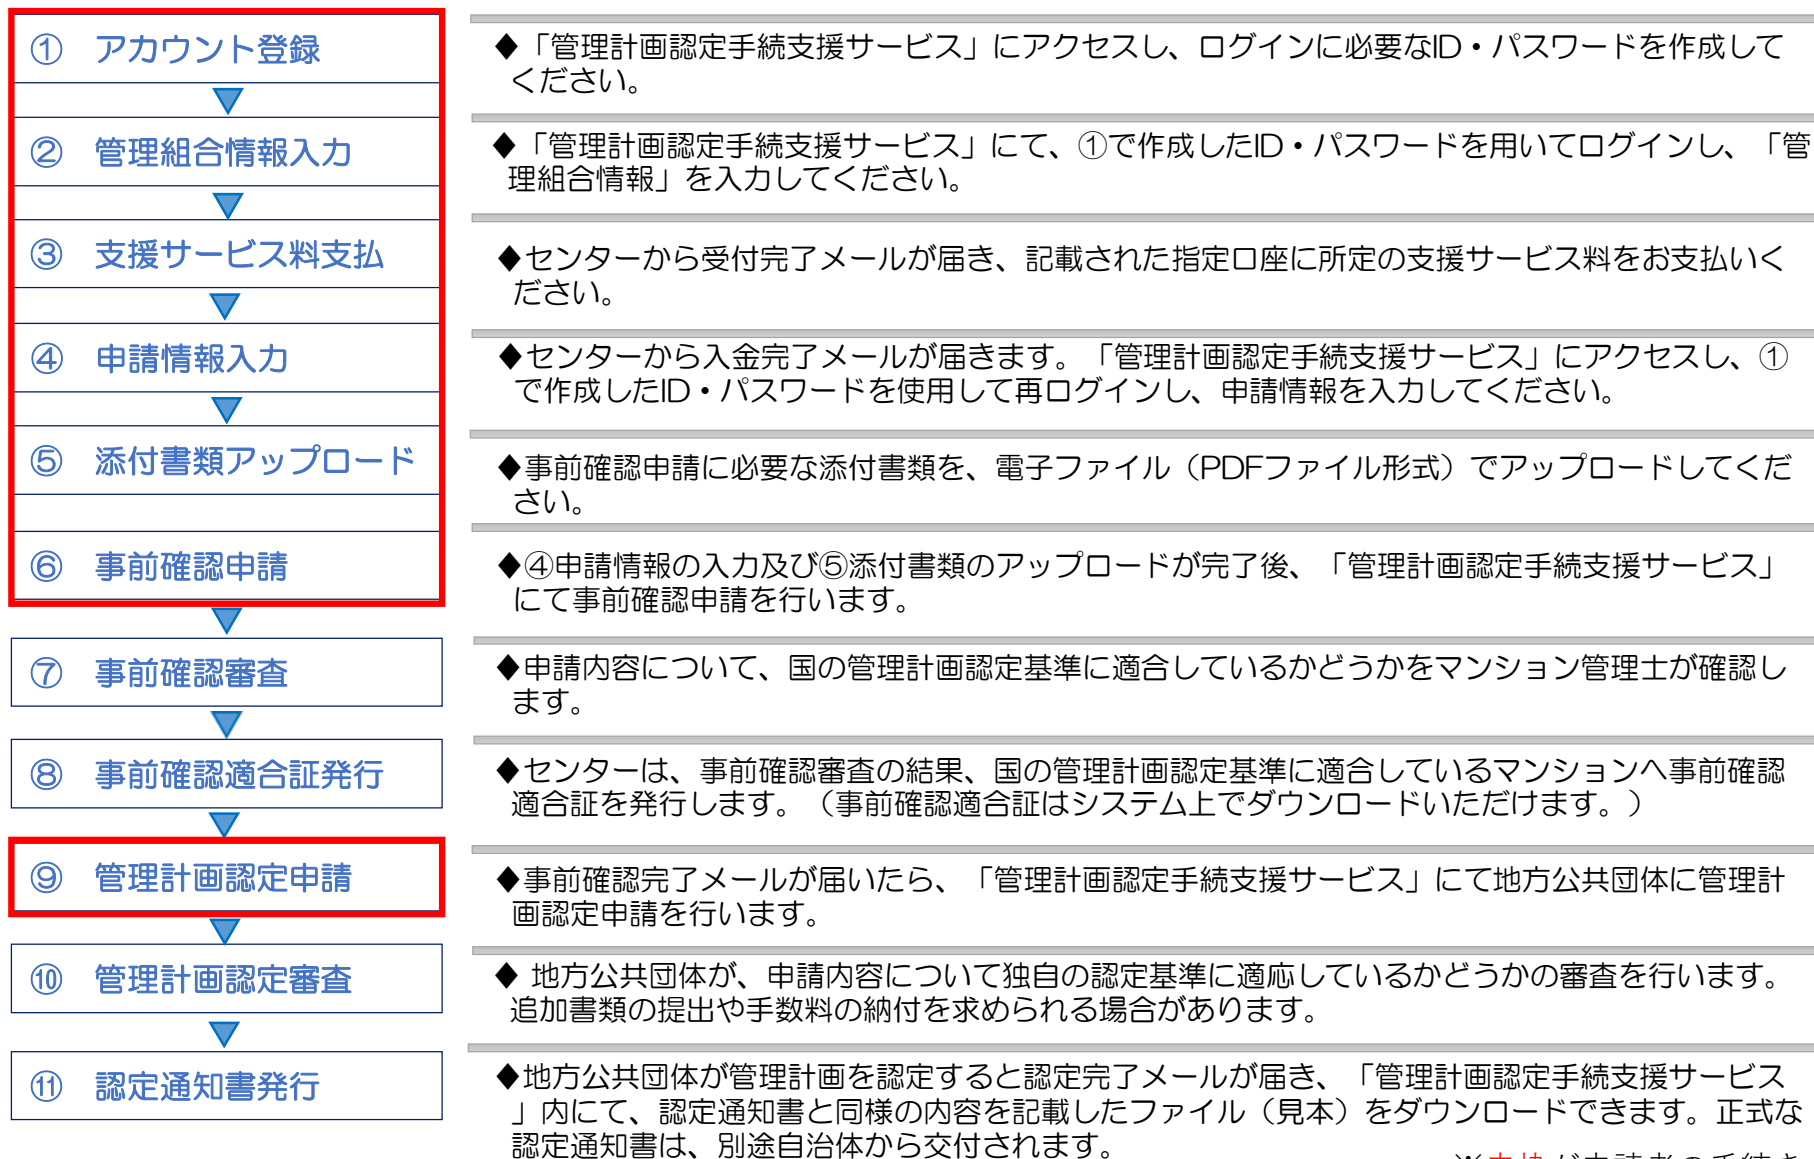 ① アカウント登録
◆「管理計画認定手続支援サービス」にアクセスし、ログインに必要なID・パスワードを作成して
ください。
② 管理組合情報入力
◆「管理計画認定手続支援サービス」にて、①で作成したID・パスワードを用いてログインし、「管
理組合情報」を入力してください。
③ 支援サービス料支払
◆センターから受付完了メールが届き、記載された指定口座に所定の支援サービス料をお支払いく
ださい。
④ 申請情報入力
◆センターから入金完了メールが届きます。「管理計画認定手続支援サービス」にアクセスし、①
で作成したID・パスワードを使用して再ログインし、申請情報を入力してください。
⑤ 添付書類アップロード
◆事前確認申請に必要な添付書類を、電子ファイル（PDFファイル形式）でアップロードしてくだ
さい。
⑥ 事前確認申請
◆④申請情報の入力及び⑤添付書類のアップロードが完了後、「管理計画認定手続支援サービス」
にて事前確認申請を行います。
⑦ 事前確認審査
◆申請内容について、国の管理計画認定基準に適合しているかどうかをマンション管理士が確認し
ます。
⑧ 事前確認適合証発行
◆センターは、事前確認審査の結果、国の管理計画認定基準に適合しているマンションへ事前確認
適合証を発行します。（事前確認適合証はシステム上でダウンロードいただけます。）
⑨ 管理計画認定申請
◆事前確認完了メールが届いたら、「管理計画認定手続支援サービス」にて地方公共団体に管理計
画認定申請を行います。
⑩ 管理計画認定審査
◆ 地方公共団体が、申請内容について独自の認定基準に適応しているかどうかの審査を行います。
追加書類の提出や手数料の納付を求められる場合があります。
⑪ 認定通知書発行
◆地方公共団体が管理計画を認定すると認定完了メールが届き、「管理計画認定手続支援サービス
」内にて、認定通知書と同様の内容を記載したファイル（見本）をダウンロードできます。正式な
認定通知書は、別途自治体から交付されます。